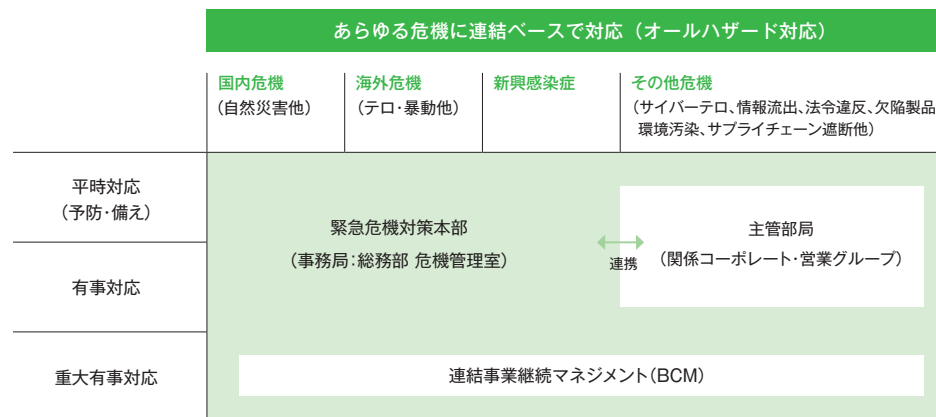 あらゆる危機に連結ベースで対応（オールハザード対応）
国内危機
（自然災害他）
海外危機
（テロ・暴動他）
新興感染症
その他危機
（サイバーテロ、情報流出、法令違反、欠陥製品
環境汚染、サプライチェーン遮断他）
平時対応
（予防・備え）
有事対応
重大有事対応
緊急危機対策本部
（事務局：総務部 危機管理室）
連携
主管部局
（関係コーポレート・営業グループ）
連結事業継続マネジメント（BCM）